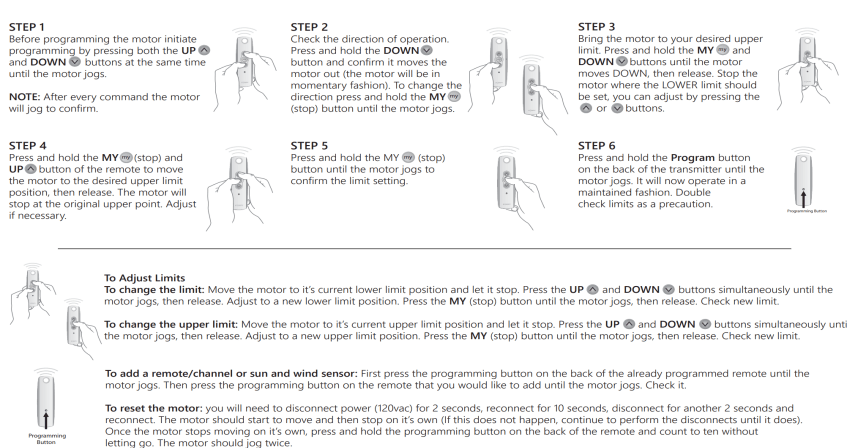 STEP 1
Before programming the motor initiate
programming by pressing both the UP
and DOWN buttons at the same time
until the motor jogs.
NOTE: After every command the motor
will jog to confirm.
STEP 2
Check the direction of operation.
Press and hold the DOWN
button and confirm it moves the
motor out (the motor will be in
momentary fashion). To change the
direction press and hold the MY my
(stop) button until the motor jogs.
STEP 3
Bring the motor to your desired upper
limit. Press and hold the MY my and
DOWN buttons until the motor
moves DOWN, then release. Stop the
motor where the LOWER limit should
be set, you can adjust by pressing the
or buttons.
STEP 4
Press and hold the MY my (stop) and
UP button of the remote to move
the motor to the desired upper limit
position, then release. The motor will
stop at the original upper point. Adjust
if necessary.
STEP 5
Press and hold the MY my (stop)
button until the motor jogs to
confirm the limit setting.
STEP 6
Press and hold the Program button
on the back of the transmitter until the
motor jogs. It will now operate in a
maintained fashion. Double
check limits as a precaution.
Programming Button
To Adjust Limits
To change the limit: Move the motor to it's current lower limit position and let it stop. Press the UP and DOWN buttons simultaneously until the
motor jogs, then release. Adjust to a new lower limit position. Press the MY (stop) button until the motor jogs, then release. Check new limit.
To change the upper limit: Move the motor to it's current upper limit position and let it stop. Press the UP and DOWN buttons simultaneously unti
the motor jogs, then release. Adjust to a new upper limit position. Press the MY (stop) button until the motor jogs, then release. Check new limit.
To add a remote/channel or sun and wind sensor: First press the programming button on the back of the already programmed remote until the
motor jogs. Then press the programming button on the remote that you would like to add until the motor jogs. Check it.
To reset the motor: you will need to disconnect power (120vac) for 2 seconds, reconnect for 10 seconds, disconnect for another 2 seconds and
reconnect. The motor should start to move and then stop on it's own (If this does not happen, continue to perform the disconnects until it does).
Once the motor stops moving on it's own, press and hold the programming button on the back of the remote and count to ten without
letting go. The motor should jog twice.
Programming
Button